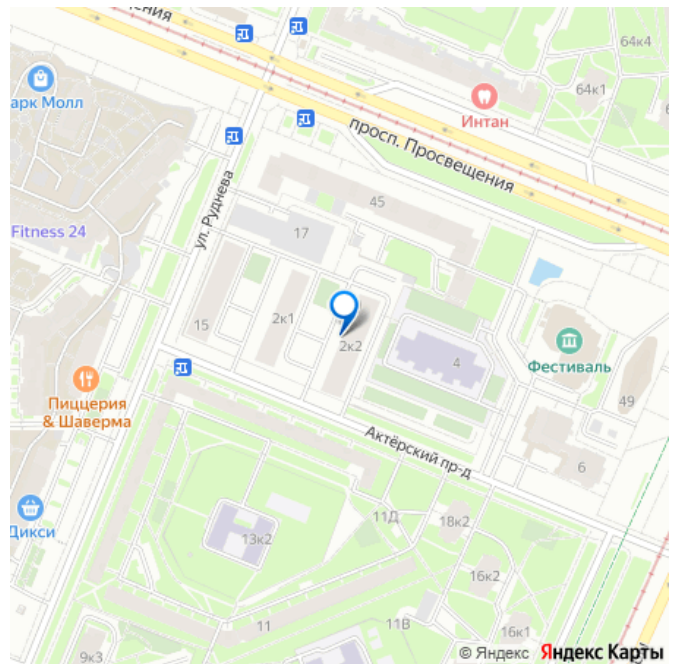 64к4
64к1
Интан
арк Молл
просп. Просвещения
ул. Руднева
45
17
Fitness 24
15
2к1
2к2
4
Фестиваль
49
Пиццерия
& Шаверма
Актёрский пр-д
6
Дикси
13к2
11Д
18к2
16к2
11
11В
16к1
9к3
© Яндекс Яндекс Карты